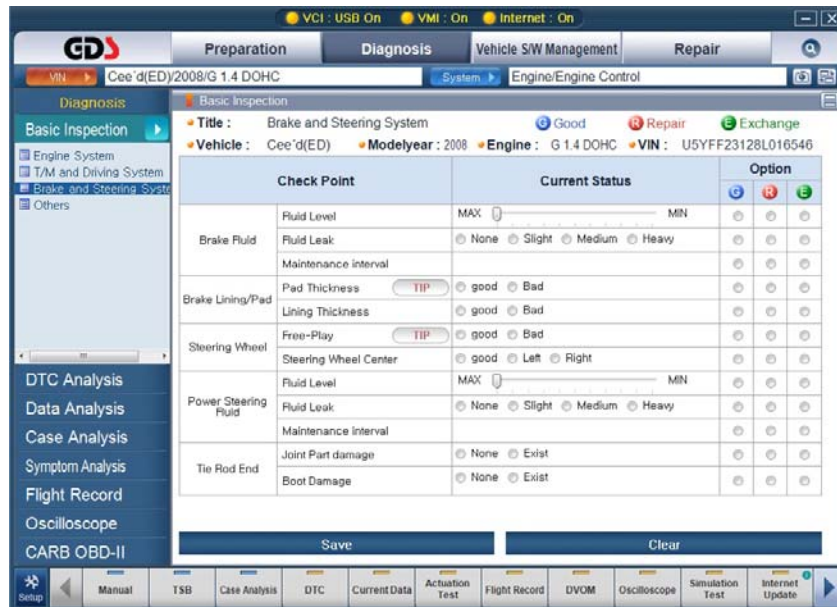 VCI : USB On VMI : On Internet : On
GDS Preparation Diagnosis Vehicle S/W Management Repair
VIN Cee'd(ED)/2008/G 1.4 DOHC System Engine/Engine Control
Diagnosis
Basic Inspection
Engine System
T/M and Driving System
Brake and Steering Syste
Others
DTC Analysis
Data Analysis
Case Analysis
Symptom Analysis
Flight Record
Oscilloscope
CARB OBD-II
Basic Inspection
Title : Brake and Steering System G Good R Repair E Exchange
Vehicle : Cee'd(ED) Modelyear : 2008 Engine : G 1.4 DOHC VIN : U5YFF23128L016546
Check Point Current Status Option
G R E
Brake Fluid
Fluid Level MAX MIN
Fluid Leak None Slight Medium Heavy
Maintenance interval
Brake Lining/Pad
Pad Thickness TIP good Bad
Lining Thickness good Bad
Steering Wheel
Free-Play TIP good Bad
Steering Wheel Center good Left Right
Power Steering
Fluid
Fluid Level MAX MIN
Fluid Leak None Slight Medium Heavy
Maintenance interval
Tie Rod End
Joint Part damage None Exist
Boot Damage None Exist
Save Clear
Setup Manual TSB Case Analysis DTC Current Data Actuation Test Flight Record DVOM Oscilloscope Simulation Test Internet Update